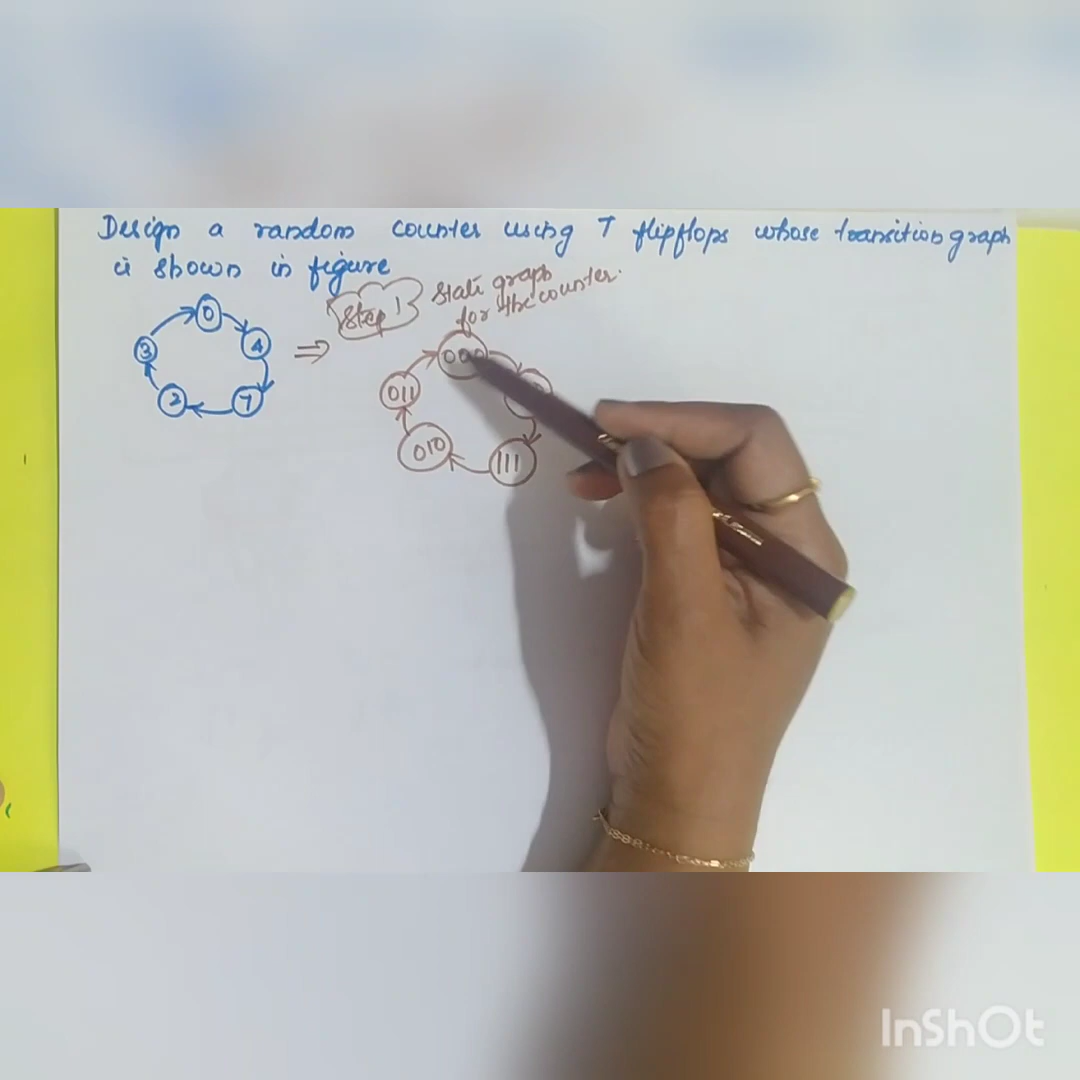 Design a random counter using T flipflops whose transition graph
is shown in figure
Step 1
State graph
for the counter.
0
3
4
2
7
⇒
000
011
010
111
InShOt